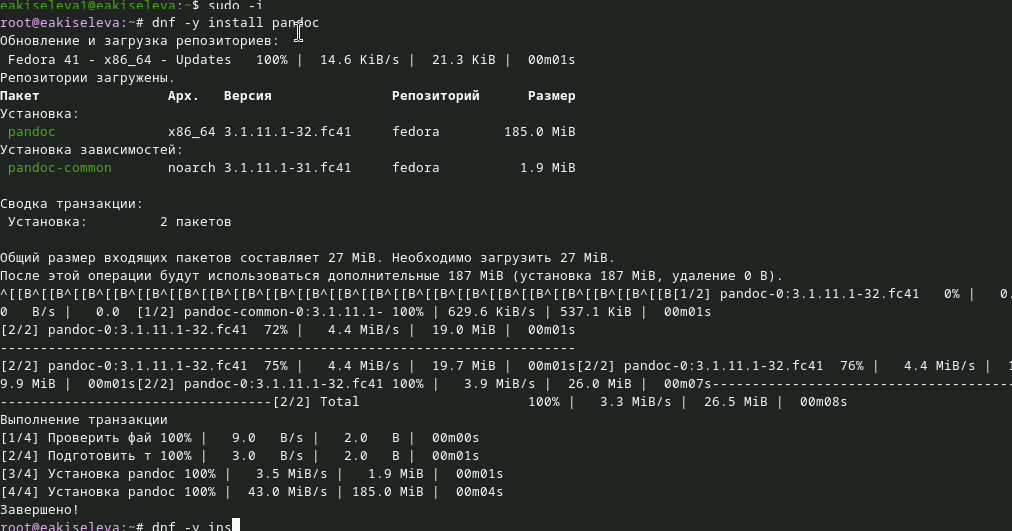 eakiseleva1@eakiseleva:~$ sudo -i
root@eakiseleva:~# dnf -y install pandoc
Обновление и загрузка репозиториев:
 Fedora 41 - x86_64 - Updates   100% |  14.6 KiB/s |  21.3 KiB |  00m01s
Репозитории загружены.
Пакет                Арх.   Версия               Репозиторий      Размер
Установка:
 pandoc              x86_64 3.1.11.1-32.fc41     fedora        185.0 MiB
Установка зависимостей:
 pandoc-common       noarch 3.1.11.1-31.fc41     fedora          1.9 MiB
Сводка транзакции:
 Установка:         2 пакетов
Общий размер входящих пакетов составляет 27 MiB. Необходимо загрузить 27 MiB.
После этой операции будут использоваться дополнительные 187 MiB (установка 187 MiB, удаление 0 B).
^[[B^[[B^[[B^[[B^[[B^[[B^[[B^[[B^[[B^[[B^[[B^[[B^[[B^[[B^[[B^[[B^[[B[1/2] pandoc-0:3.1.11.1-32.fc41   0% |   0.
0   B/s |   0.0  [1/2] pandoc-common-0:3.1.11.1- 100% | 629.6 KiB/s | 537.1 KiB |  00m01s
[2/2] pandoc-0:3.1.11.1-32.fc41  72% |   4.4 MiB/s |  19.0 MiB |  00m01s
------------------------------------------------------------------------
[2/2] pandoc-0:3.1.11.1-32.fc41  75% |   4.4 MiB/s |  19.7 MiB |  00m01s[2/2] pandoc-0:3.1.11.1-32.fc41  76% |   4.4 MiB/s |  1
9.9 MiB |  00m01s[2/2] pandoc-0:3.1.11.1-32.fc41 100% |   3.9 MiB/s |  26.0 MiB |  00m07s--------------------------------------
----------------------------------[2/2] Total                     100% |   3.3 MiB/s |  26.5 MiB |  00m08s
Выполнение транзакции
[1/4] Проверить фай 100% |   9.0   B/s |   2.0   B |  00m00s
[2/4] Подготовить т 100% |   3.0   B/s |   2.0   B |  00m01s
[3/4] Установка pandoc 100% |   3.5 MiB/s |   1.9 MiB |  00m01s
[4/4] Установка pandoc 100% |  43.0 MiB/s | 185.0 MiB |  00m04s
Завершено!
root@eakiseleva:~# dnf -y ins